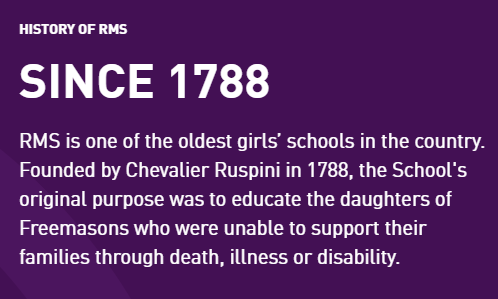 HISTORY OF RMS
SINCE 1788
RMS is one of the oldest girls’ schools in the country.
Founded by Chevalier Ruspini in 1788, the School's
original purpose was to educate the daughters of
Freemasons who were unable to support their
families through death, illness or disability.